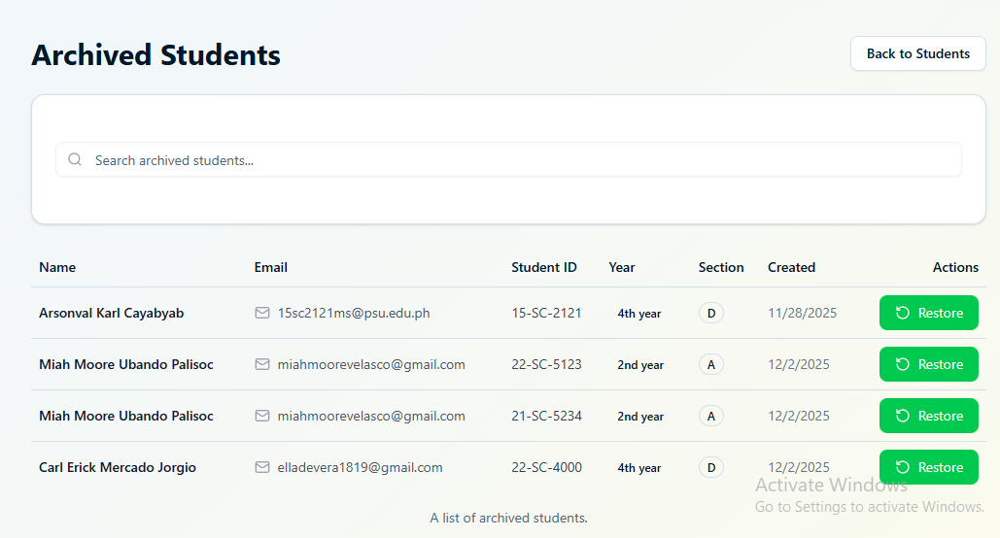 Archived Students
Back to Students
Search archived students...
Name Email Student ID Year Section Created Actions
Arsonval Karl Cayabyab 15sc2121ms@psu.edu.ph 15-SC-2121 4th year D 11/28/2025 Restore
Miah Moore Ubando Palisoc miahmoorevelasco@gmail.com 22-SC-5123 2nd year A 12/2/2025 Restore
Miah Moore Ubando Palisoc miahmoorevelasco@gmail.com 21-SC-5234 2nd year A 12/2/2025 Restore
Carl Erick Mercado Jorgio elladevera1819@gmail.com 22-SC-4000 4th year D 12/2/2025 Restore
Activate Windows
Go to Settings to activate Windows.
A list of archived students.